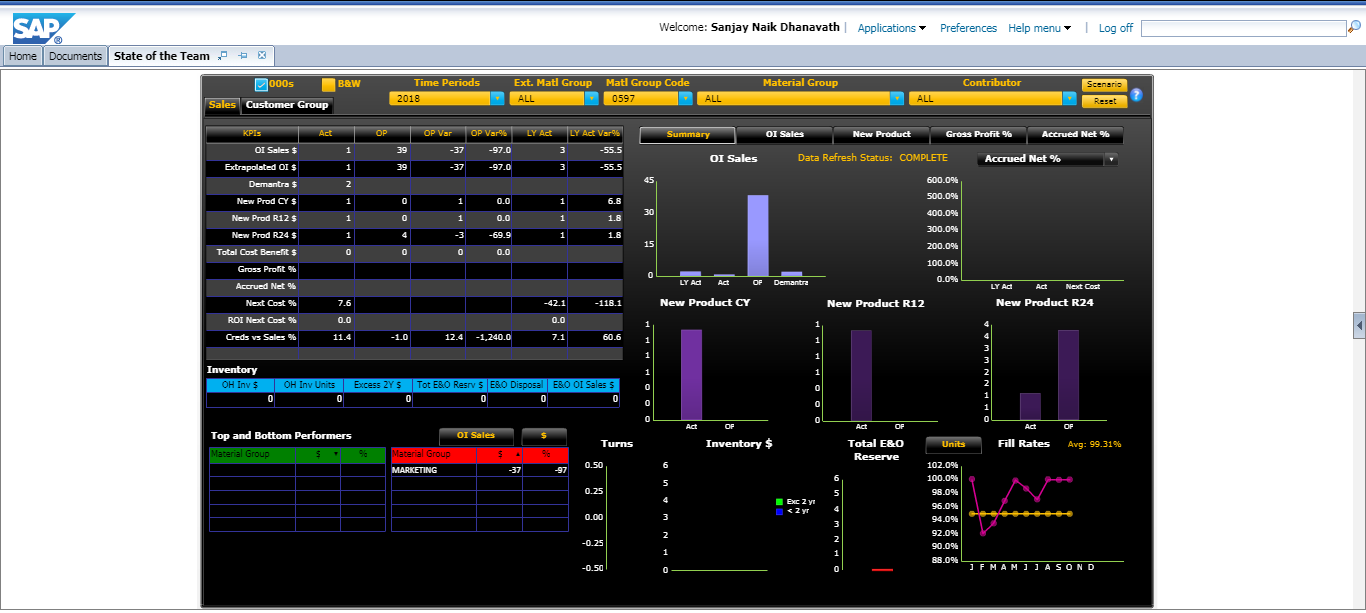 SAP ®
Welcome: Sanjay Naik Dhanavath | Applications Preferences Help menu | Log off
Home Documents State of the Team
000s B&W Time Periods Ext. Matl Group Matl Group Code Material Group Contributor Scenario
2018 ALL 0597 ALL ALL Reset ?
Sales Customer Group
KPIs Act OP OP Var OP Var% LY Act LY Act Var%
OI Sales $ 1 39 -37 -97.0 3 -55.5
Extrapolated OI $ 1 39 -37 -97.0 3 -55.5
Demantra $ 2
New Prod CY $ 1 0 1 0.0 1 6.8
New Prod R12 $ 1 0 1 0.0 1 1.8
New Prod R24 $ 1 4 -3 -69.9 1 1.8
Total Cost Benefit $ 0 0 0 0.0
Gross Profit %
Accrued Net %
Next Cost % 7.6 -42.1 -118.1
ROI Next Cost % 0.0 0.0
Creds vs Sales % 11.4 -1.0 12.4 -1,240.0 7.1 60.6
Inventory
OH Inv $ OH Inv Units Excess 2Y $ Tot E&O Resrv $ E&O Disposal E&O OI Sales $
0 0 0 0 0 0
Top and Bottom Performers OI Sales $
Material Group $ % Material Group $ %
MARKETING -37 -97
Summary OI Sales New Product Gross Profit % Accrued Net %
OI Sales Data Refresh Status: COMPLETE Accrued Net %
45
30
15
0
LY Act Act OP Demantra
600.0%
500.0%
400.0%
300.0%
200.0%
100.0%
0.0%
LY Act Act Next Cost
New Product CY
1
1
1
1
0
0
0
Act OP
New Product R12
1
1
1
1
0
0
0
Act OP
New Product R24
4
4
3
3
2
2
1
1
0
Act OP
Turns
0.50
0.25
0.00
-0.25
-0.50
Inventory $
6
5
4
3
2
1
0
Exc 2 yr
< 2 yr
Total E&O
Reserve
6
5
4
3
2
1
0
Units Fill Rates Avg: 99.31%
102.0%
100.0%
98.0%
96.0%
94.0%
92.0%
90.0%
88.0%
J F M A M J J A S O N D